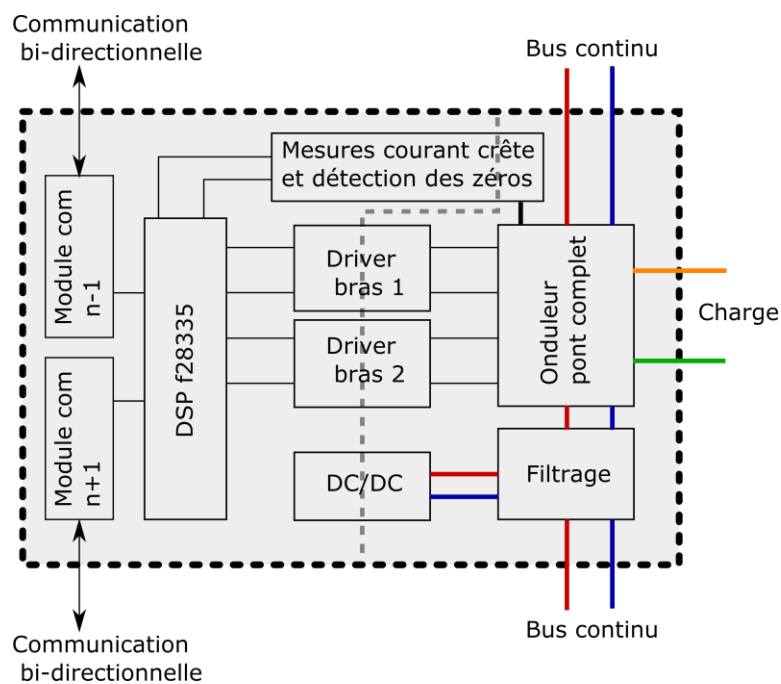 Communication
bi-directionnelle
Bus continu
Mesures courant crête
et détection des zéros
Module com
n-1
DSP f28335
Driver
bras 1
Onduleur
pont complet
Charge
Driver
bras 2
Module com
n+1
DC/DC
Filtrage
Communication
bi-directionnelle
Bus continu